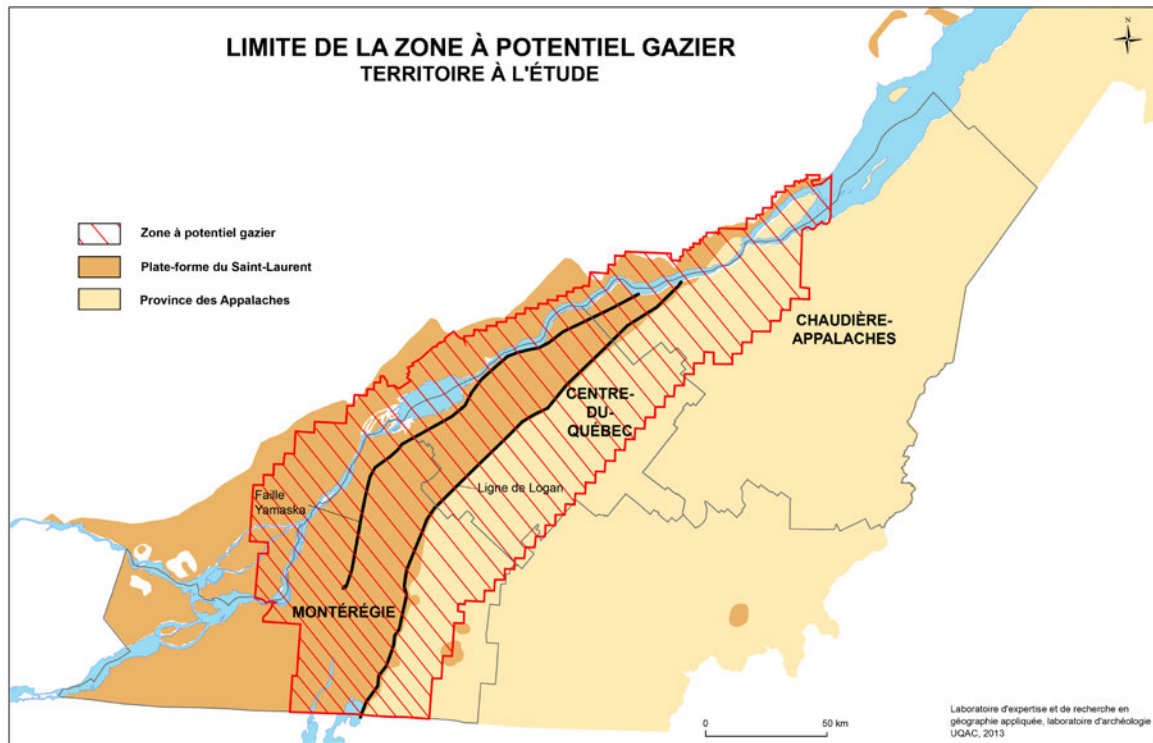 LIMITE DE LA ZONE À POTENTIEL GAZIER
TERRITOIRE À L'ÉTUDE
N
Zone à potentiel gazier
Plate-forme du Saint-Laurent
Province des Appalaches
CHAUDIÈRE-
APPALACHES
CENTRE-
DU-
QUÉBEC
Ligne de Logan
Faille
Yamaska
MONTÉRÉGIE
0 50 km
Laboratoire d'expertise et de recherche en
géographie appliquée, laboratoire d'archéologie
UQAC, 2013